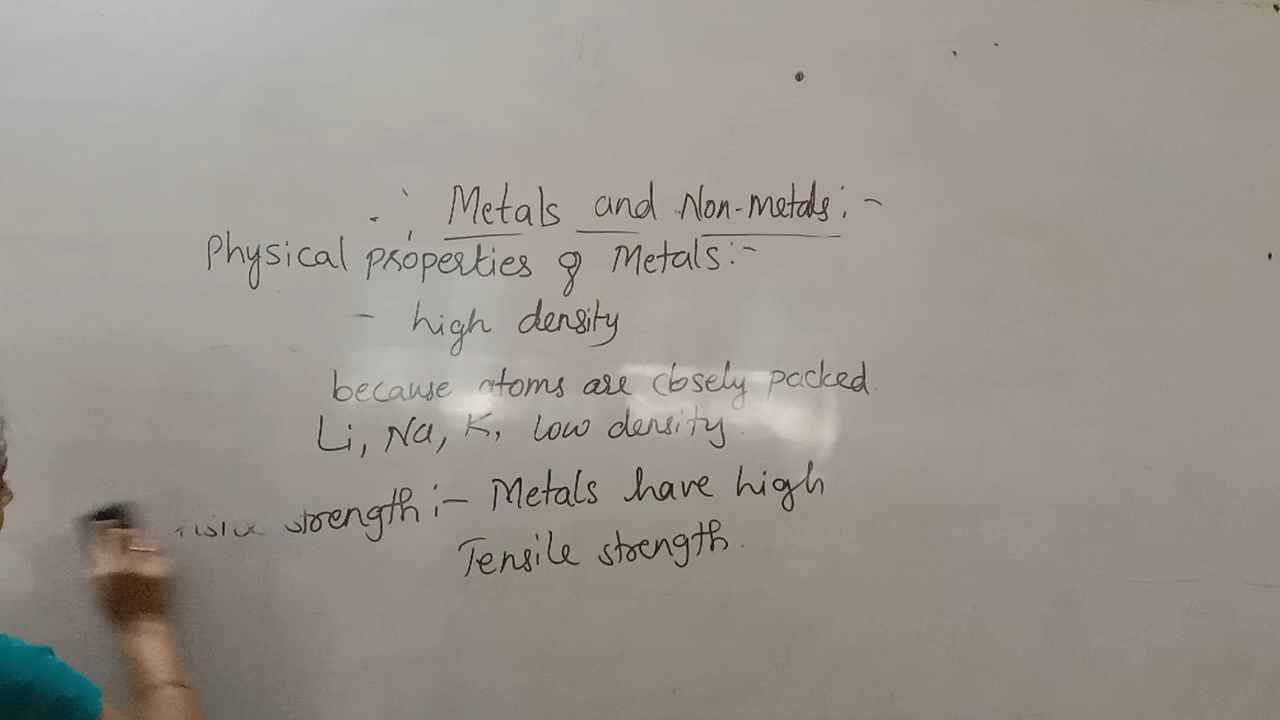 Metals and Non-metals:-
Physical properties of Metals:-
- high density
because atoms are closely packed.
Li, Na, K, low density.
strength :- Metals have high
Tensile strength.